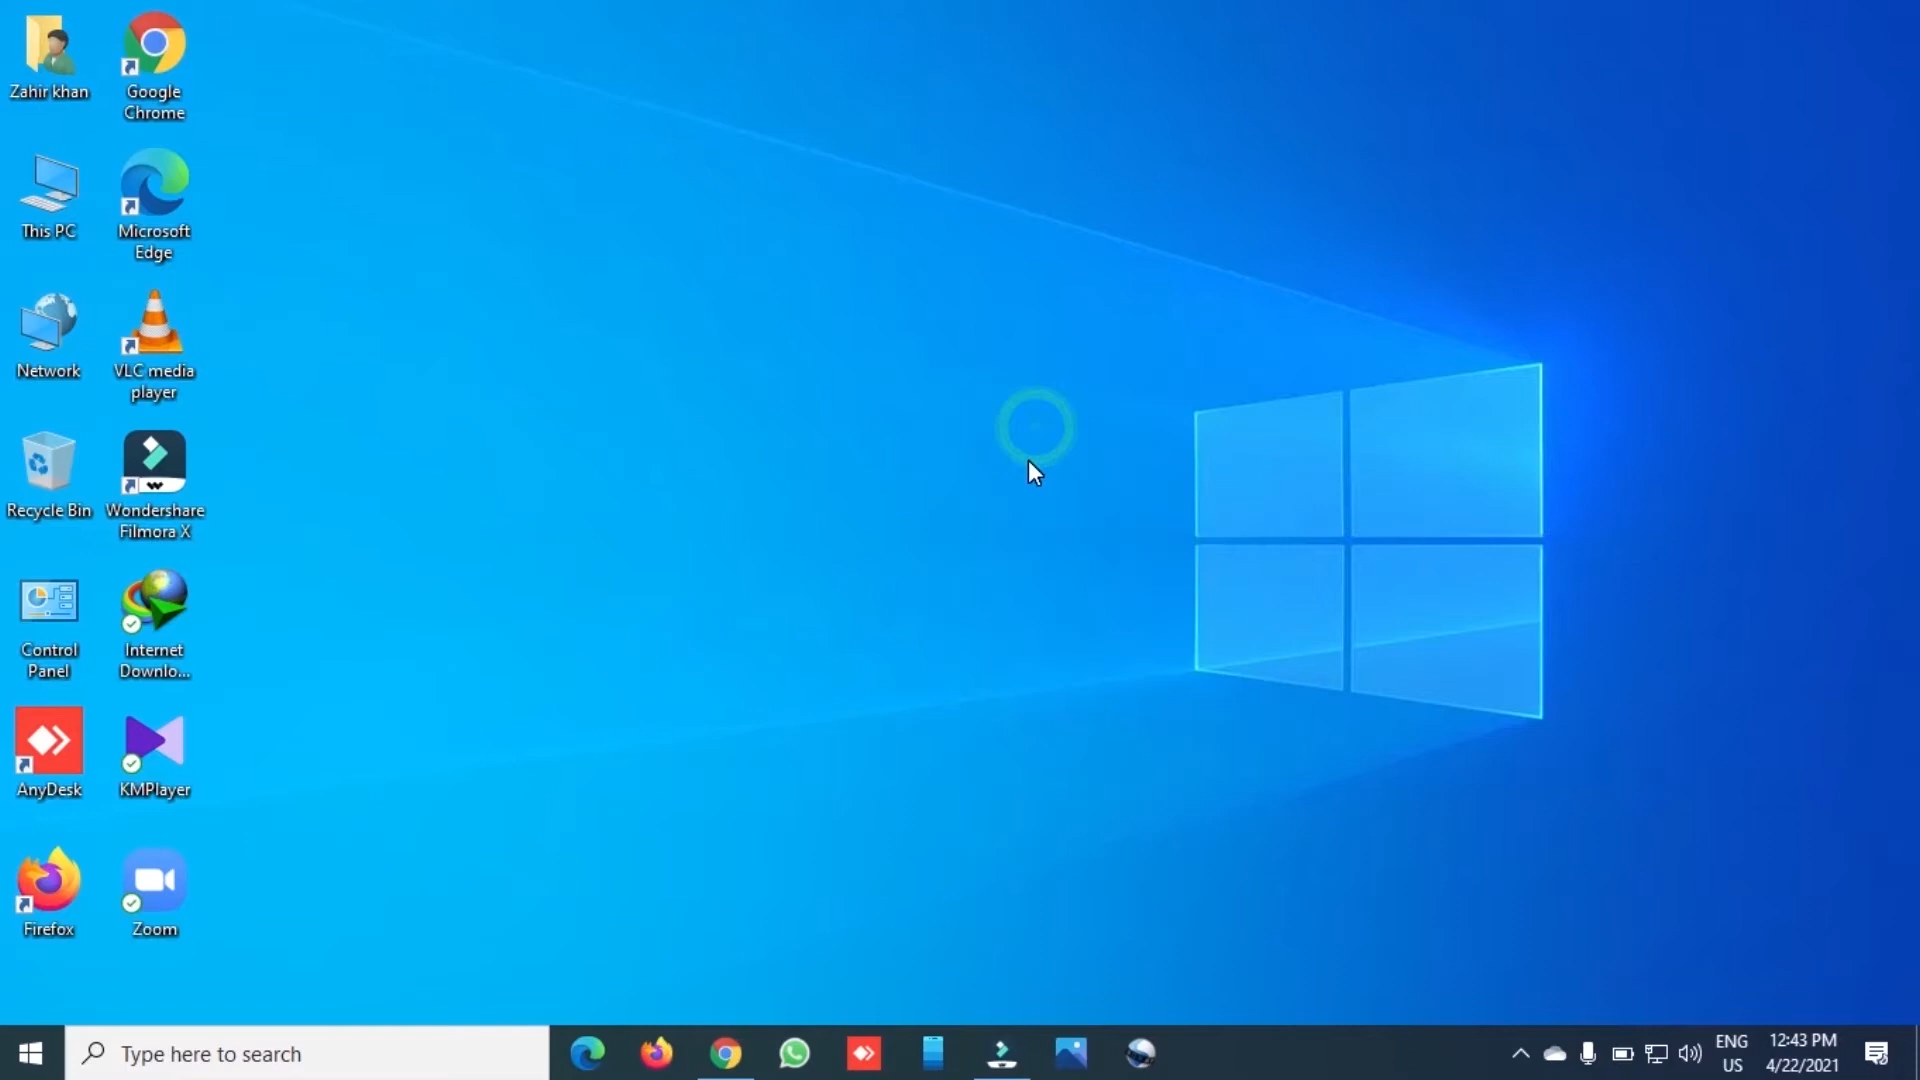 Zahir khan
Google
Chrome
This PC
Microsoft
Edge
Network
VLC media
player
Recycle Bin
Wondershare
Filmora X
Control
Panel
Internet
Downlo...
AnyDesk
KMPlayer
Firefox
Zoom
Type here to search
ENG
US
12:43 PM
4/22/2021